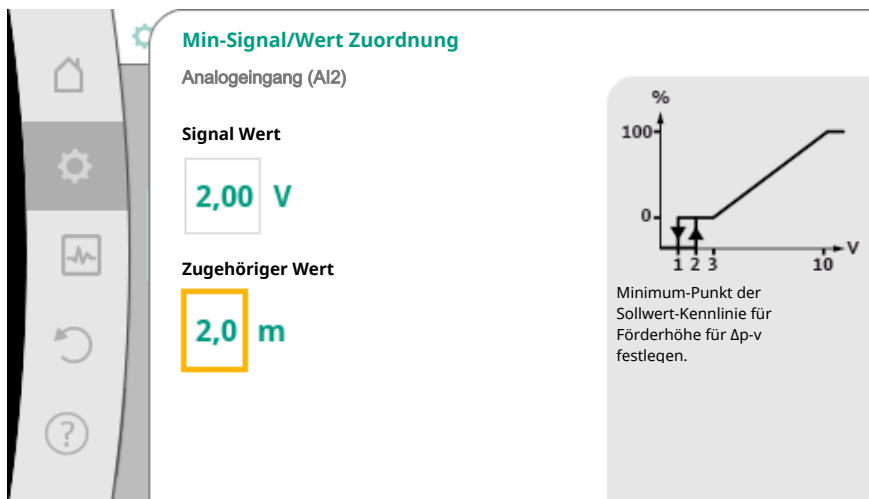 Min-Signal/Wert Zuordnung
Analogeingang (AI2)
Signal Wert
2,00 V
Zugehöriger Wert
2,0 m
%
100
0
1 2 3 10 V
Minimum-Punkt der
Sollwert-Kennlinie für
Förderhöhe für Δp-v
festlegen.
?